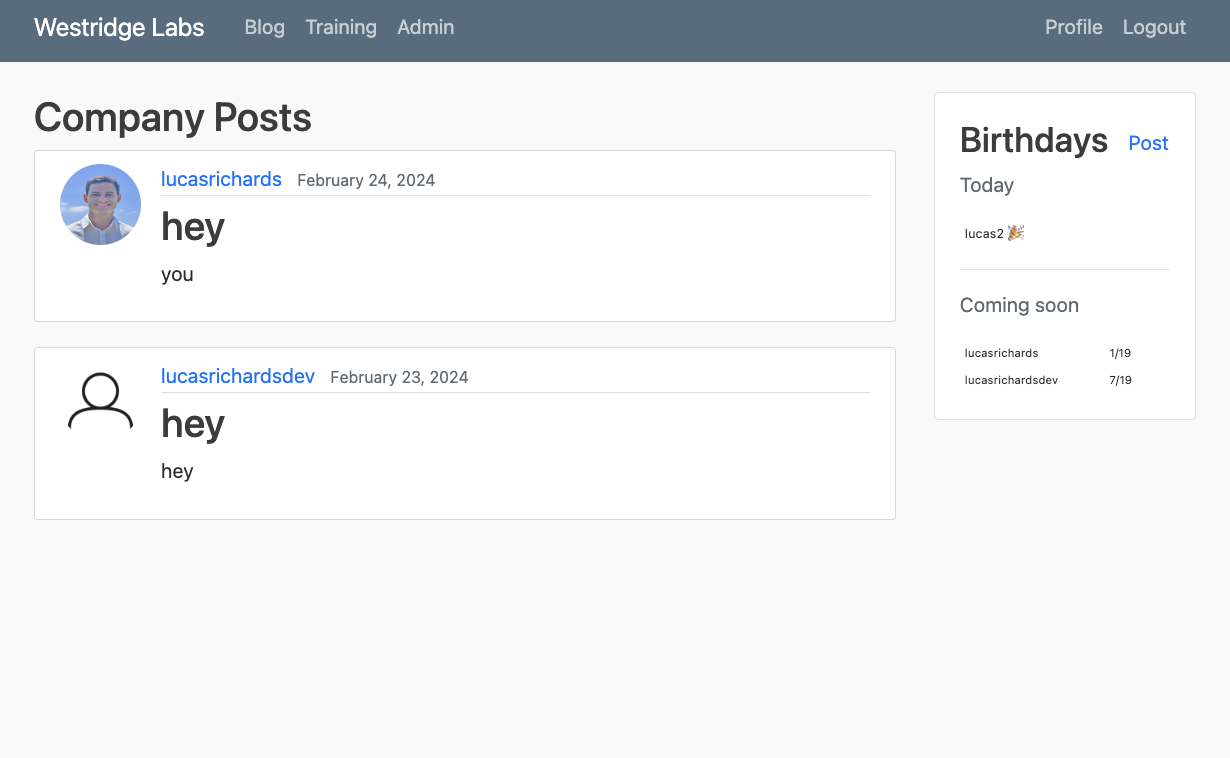 Westridge Labs Blog Training Admin Profile Logout
Company Posts
lucasrichards February 24, 2024
hey
you
lucasrichardsdev February 23, 2024
hey
hey
Birthdays Post
Today
lucas2 🎉
Coming soon
lucasrichards 1/19
lucasrichardsdev 7/19